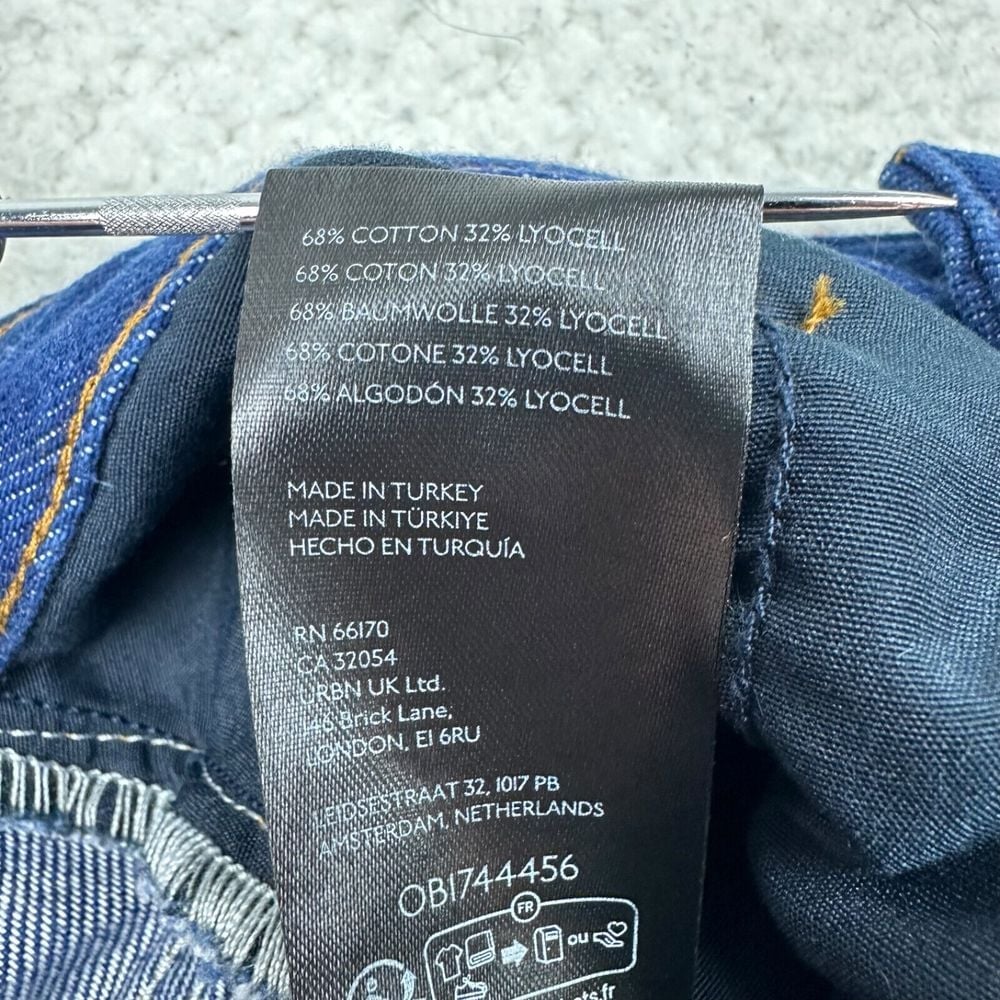 68% COTTON 32% LYOCELL
68% COTON 32% LYOCELL
68% BAUMWOLLE 32% LYOCELL
68% COTONE 32% LYOCELL
68% ALGODÓN 32% LYOCELL
MADE IN TURKEY
MADE IN TÜRKIYE
HECHO EN TURQUÍA
RN 66170
CA 32054
URBN UK Ltd.
146 Brick Lane,
LONDON, E1 6RU
LEIDSESTRAAT 32, 1017 PB
AMSTERDAM, NETHERLANDS
OB1744456
FR
ou